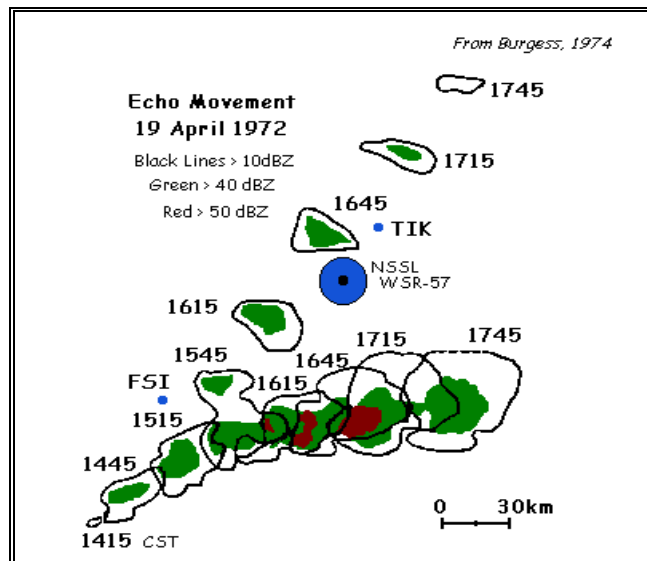 From Burgess, 1974
1745
Echo Movement
19 April 1972
Black Lines > 10dBZ
Green > 40 dBZ
Red > 50 dBZ
1715
1645
TIK
NSSL
WSR-57
1615
1715
1745
1545
1645
FSI
1615
1515
1445
0 30km
1415 CST